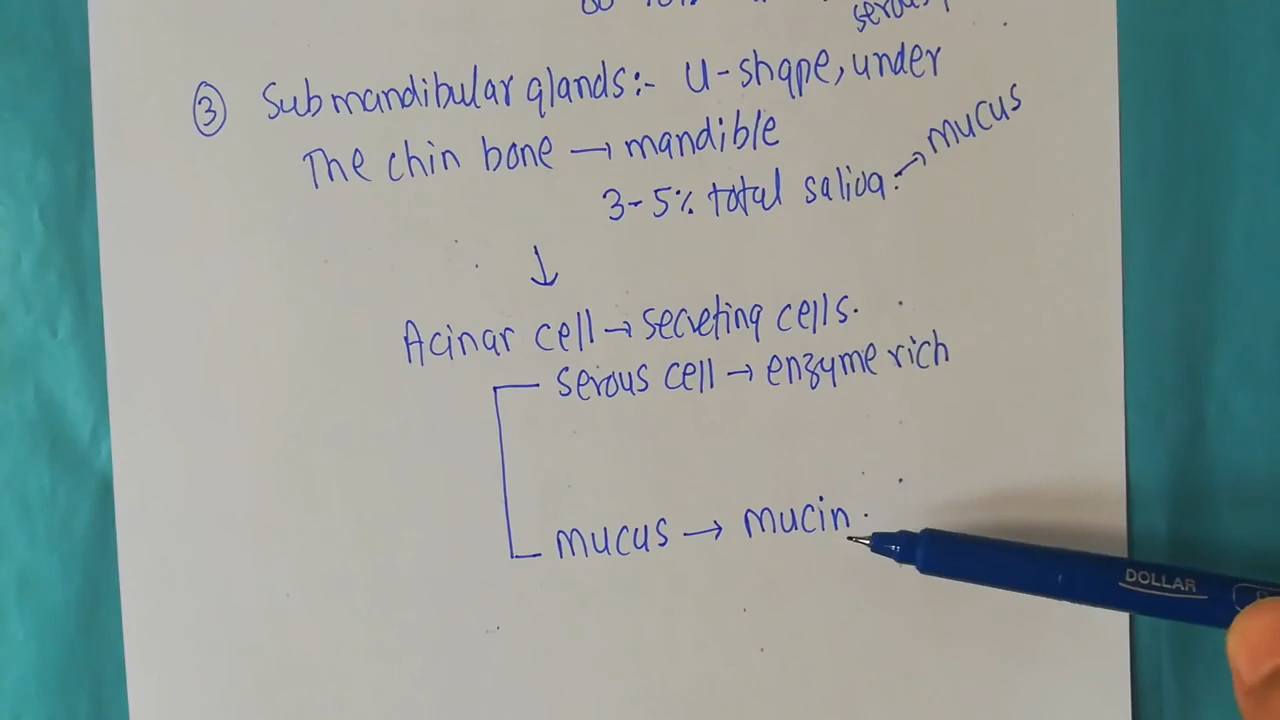 serous
③ Submandibular glands:- U-shape, under
The chin bone → mandible
3-5% total saliva. → mucus
↓
Acinar cell → secreting cells.
serous cell → enzyme rich
mucus → mucin.
DOLLAR